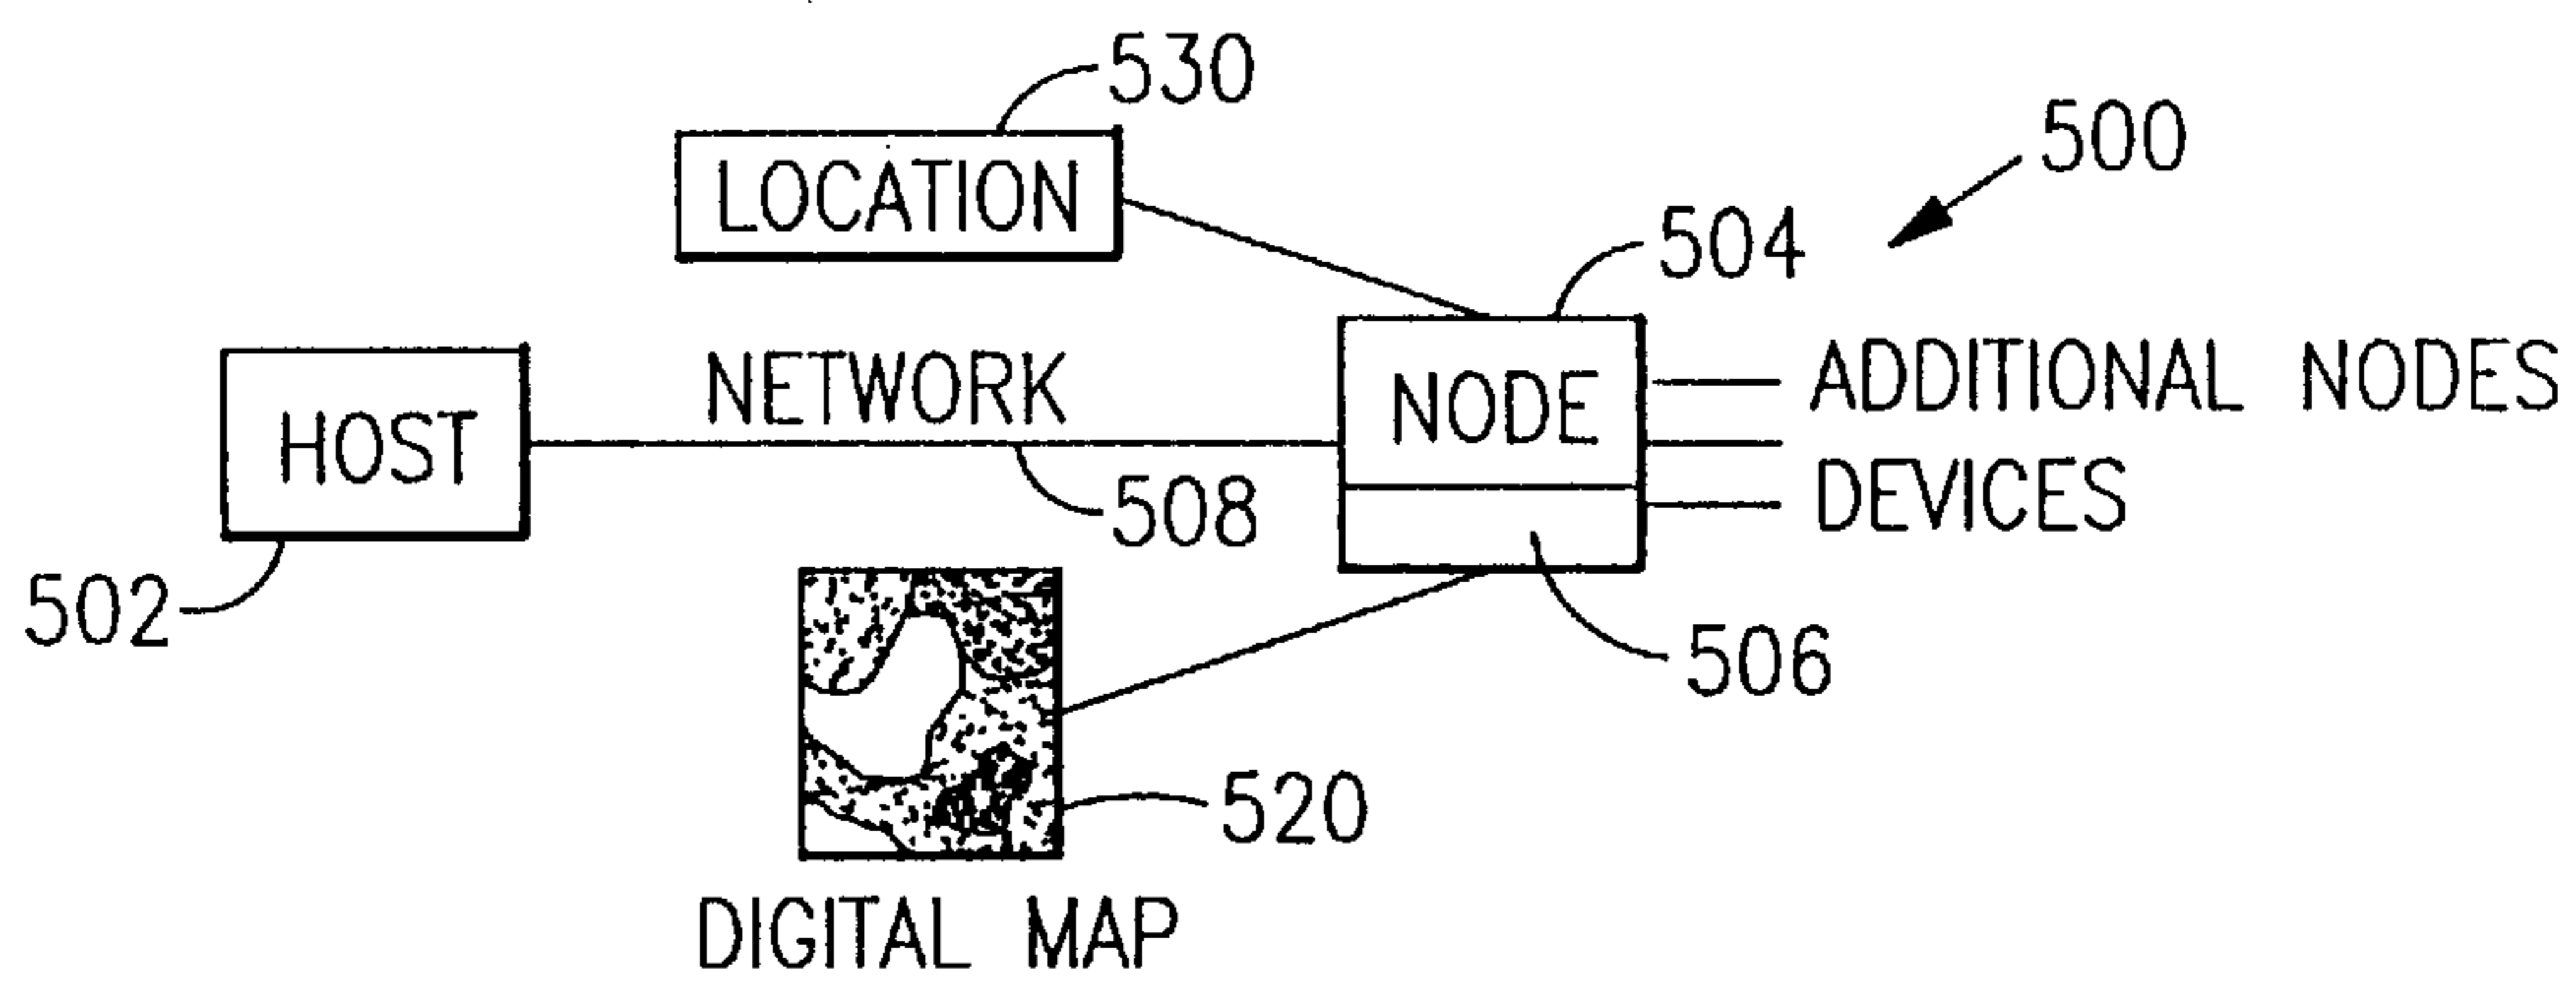 530
LOCATION
500
504
HOST
NETWORK
NODE
ADDITIONAL NODES
DEVICES
508
502
506
520
DIGITAL MAP